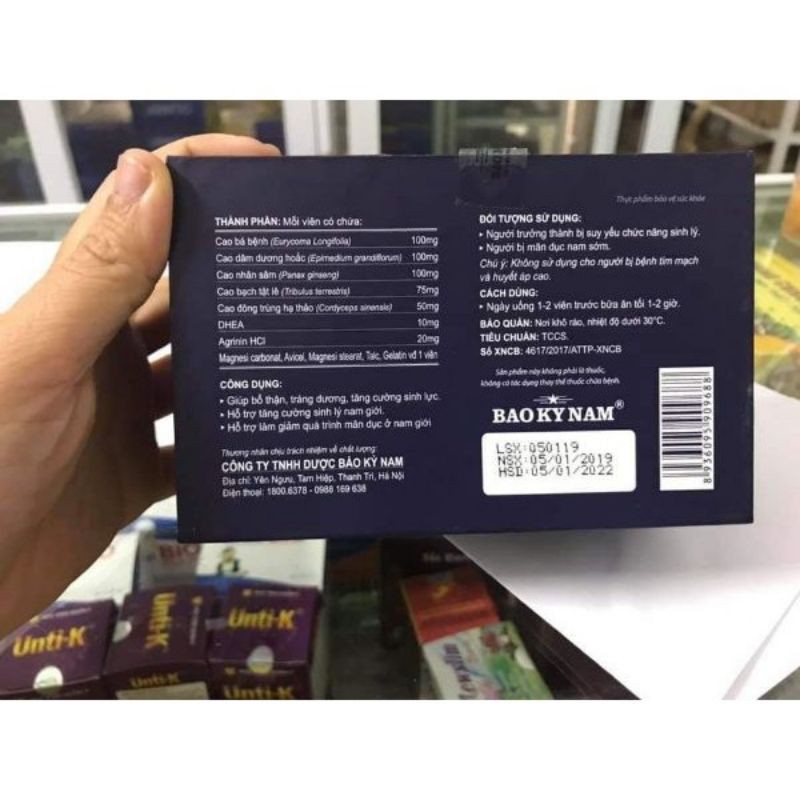 THÀNH PHẦN: Mỗi viên có chứa:
Cao bá bệnh (Eurycoma Longifolia) 100mg
Cao dâm dương hoắc (Epimedium grandiflorum) 100mg
Cao nhân sâm (Panax ginseng) 100mg
Cao bạch tật lê (Tribulus terrestris) 75mg
Cao đông trùng hạ thảo (Cordyceps sinensis) 50mg
DHEA 10mg
Agrinin HCl 20mg
Magnesi carbonat, Avicel, Magnesi stearat, Talc, Gelatin vđ 1 viên
CÔNG DỤNG:
• Giúp bổ thận, tráng dương, tăng cường sinh lực.
• Hỗ trợ tăng cường sinh lý nam giới.
• Hỗ trợ làm giảm quá trình mãn dục ở nam giới
Thương nhân chịu trách nhiệm về chất lượng:
CÔNG TY TNHH DƯỢC BẢO KỲ NAM
Địa chỉ: Yên Ngưu, Tam Hiệp, Thanh Trì, Hà Nội
Điện thoại: 1800.6378 - 0988 169 638
Thực phẩm bảo vệ sức khỏe
ĐỐI TƯỢNG SỬ DỤNG:
• Người trưởng thành bị suy yếu chức năng sinh lý.
• Người bị mãn dục nam sớm.
Chú ý: Không sử dụng cho người bị bệnh tim mạch
và huyết áp cao.
CÁCH DÙNG:
• Ngày uống 1-2 viên trước bữa ăn tối 1-2 giờ.
BẢO QUẢN: Nơi khô ráo, nhiệt độ dưới 30°C.
TIÊU CHUẨN: TCCS.
Số XNCB: 4617/2017/ATTP-XNCB
Sản phẩm này không phải là thuốc,
không có tác dụng thay thế thuốc chữa bệnh.
BAO KY NAM®
LSX:050119
NSX:05/01/2019
HSD:05/01/2022
8 936095 909688
BIO
Unti-K
Unti-K
Unti-K
Unti-K